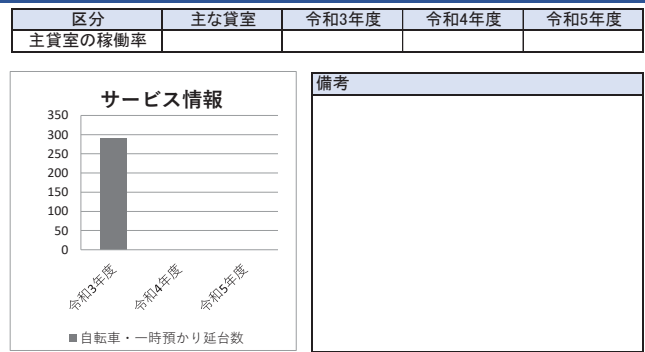 区分 主な貸室 令和3年度 令和4年度 令和5年度
主貸室の稼働率
サービス情報
350
300
250
200
150
100
50
0
令和3年度 令和4年度 令和5年度
■自転車・一時預かり延台数
備考